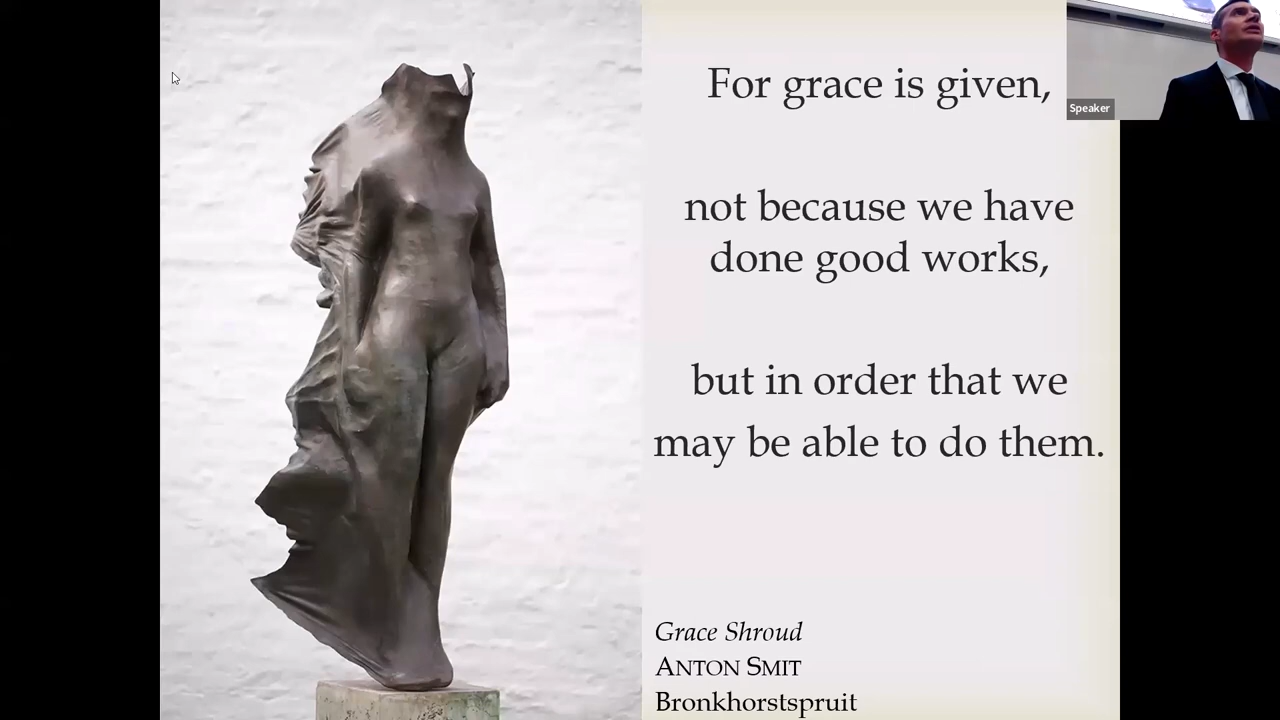 For grace is given,
not because we have
done good works,
but in order that we
may be able to do them.
Grace Shroud
ANTON SMIT
Bronkhorstspruit
Speaker